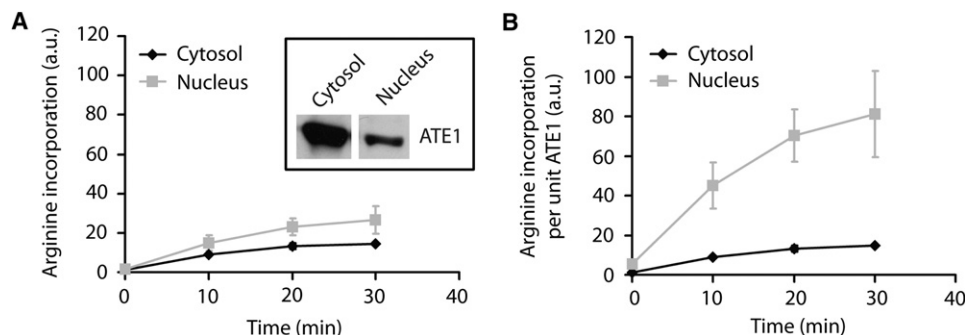 A
Arginine incorporation (a.u.)
120
100
80
60
40
20
0
Cytosol
Nucleus
Cytosol
Nucleus
ATE1
0 10 20 30 40
Time (min)
B
Arginine incorporation
per unit ATE1 (a.u.)
120
100
80
60
40
20
0
Cytosol
Nucleus
0 10 20 30 40
Time (min)